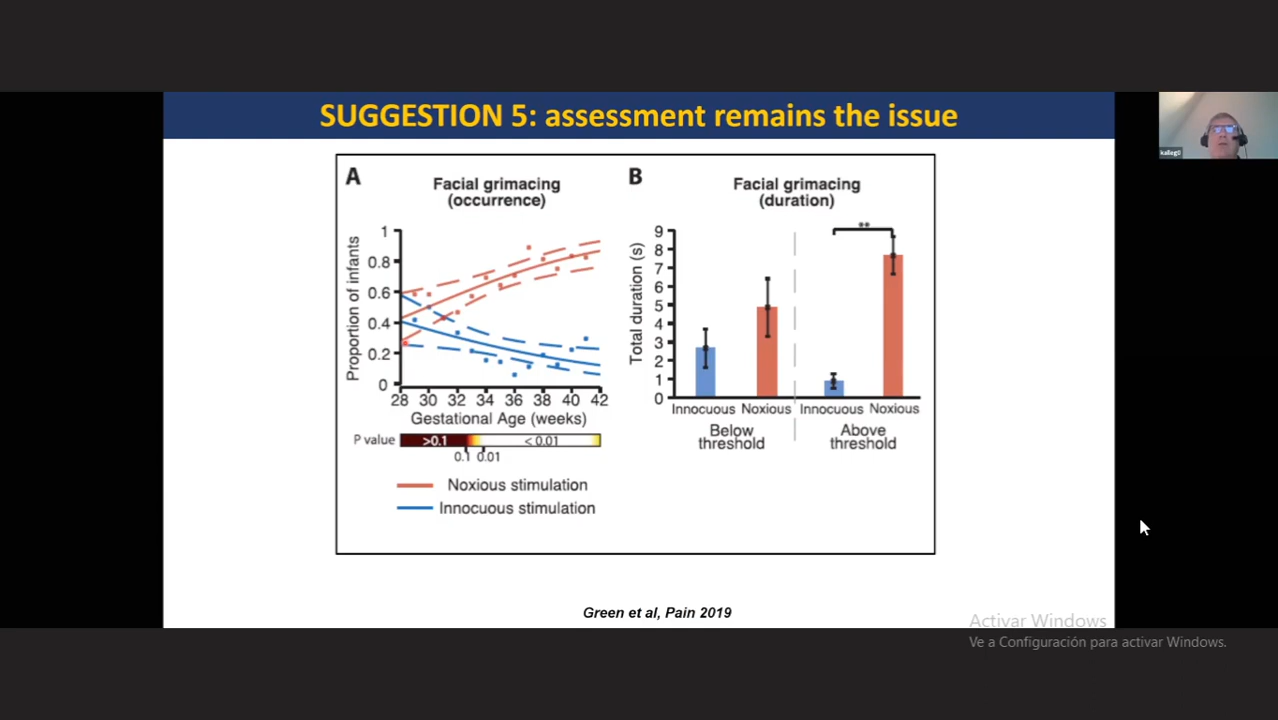 SUGGESTION 5: assessment remains the issue
kalleg0
A
Facial grimacing
(occurrence)
Proportion of infants
1
0.8
0.6
0.4
0.2
0
28 30 32 34 36 38 40 42
Gestational Age (weeks)
P value >0.1 < 0.01
0.1 0.01
Noxious stimulation
Innocuous stimulation
B
Facial grimacing
(duration)
**
Total duration (s)
9
8
7
6
5
4
3
2
1
0
Innocuous Noxious Innocuous Noxious
Below
threshold
Above
threshold
Green et al, Pain 2019
Activar Windows
Ve a Configuración para activar Windows.